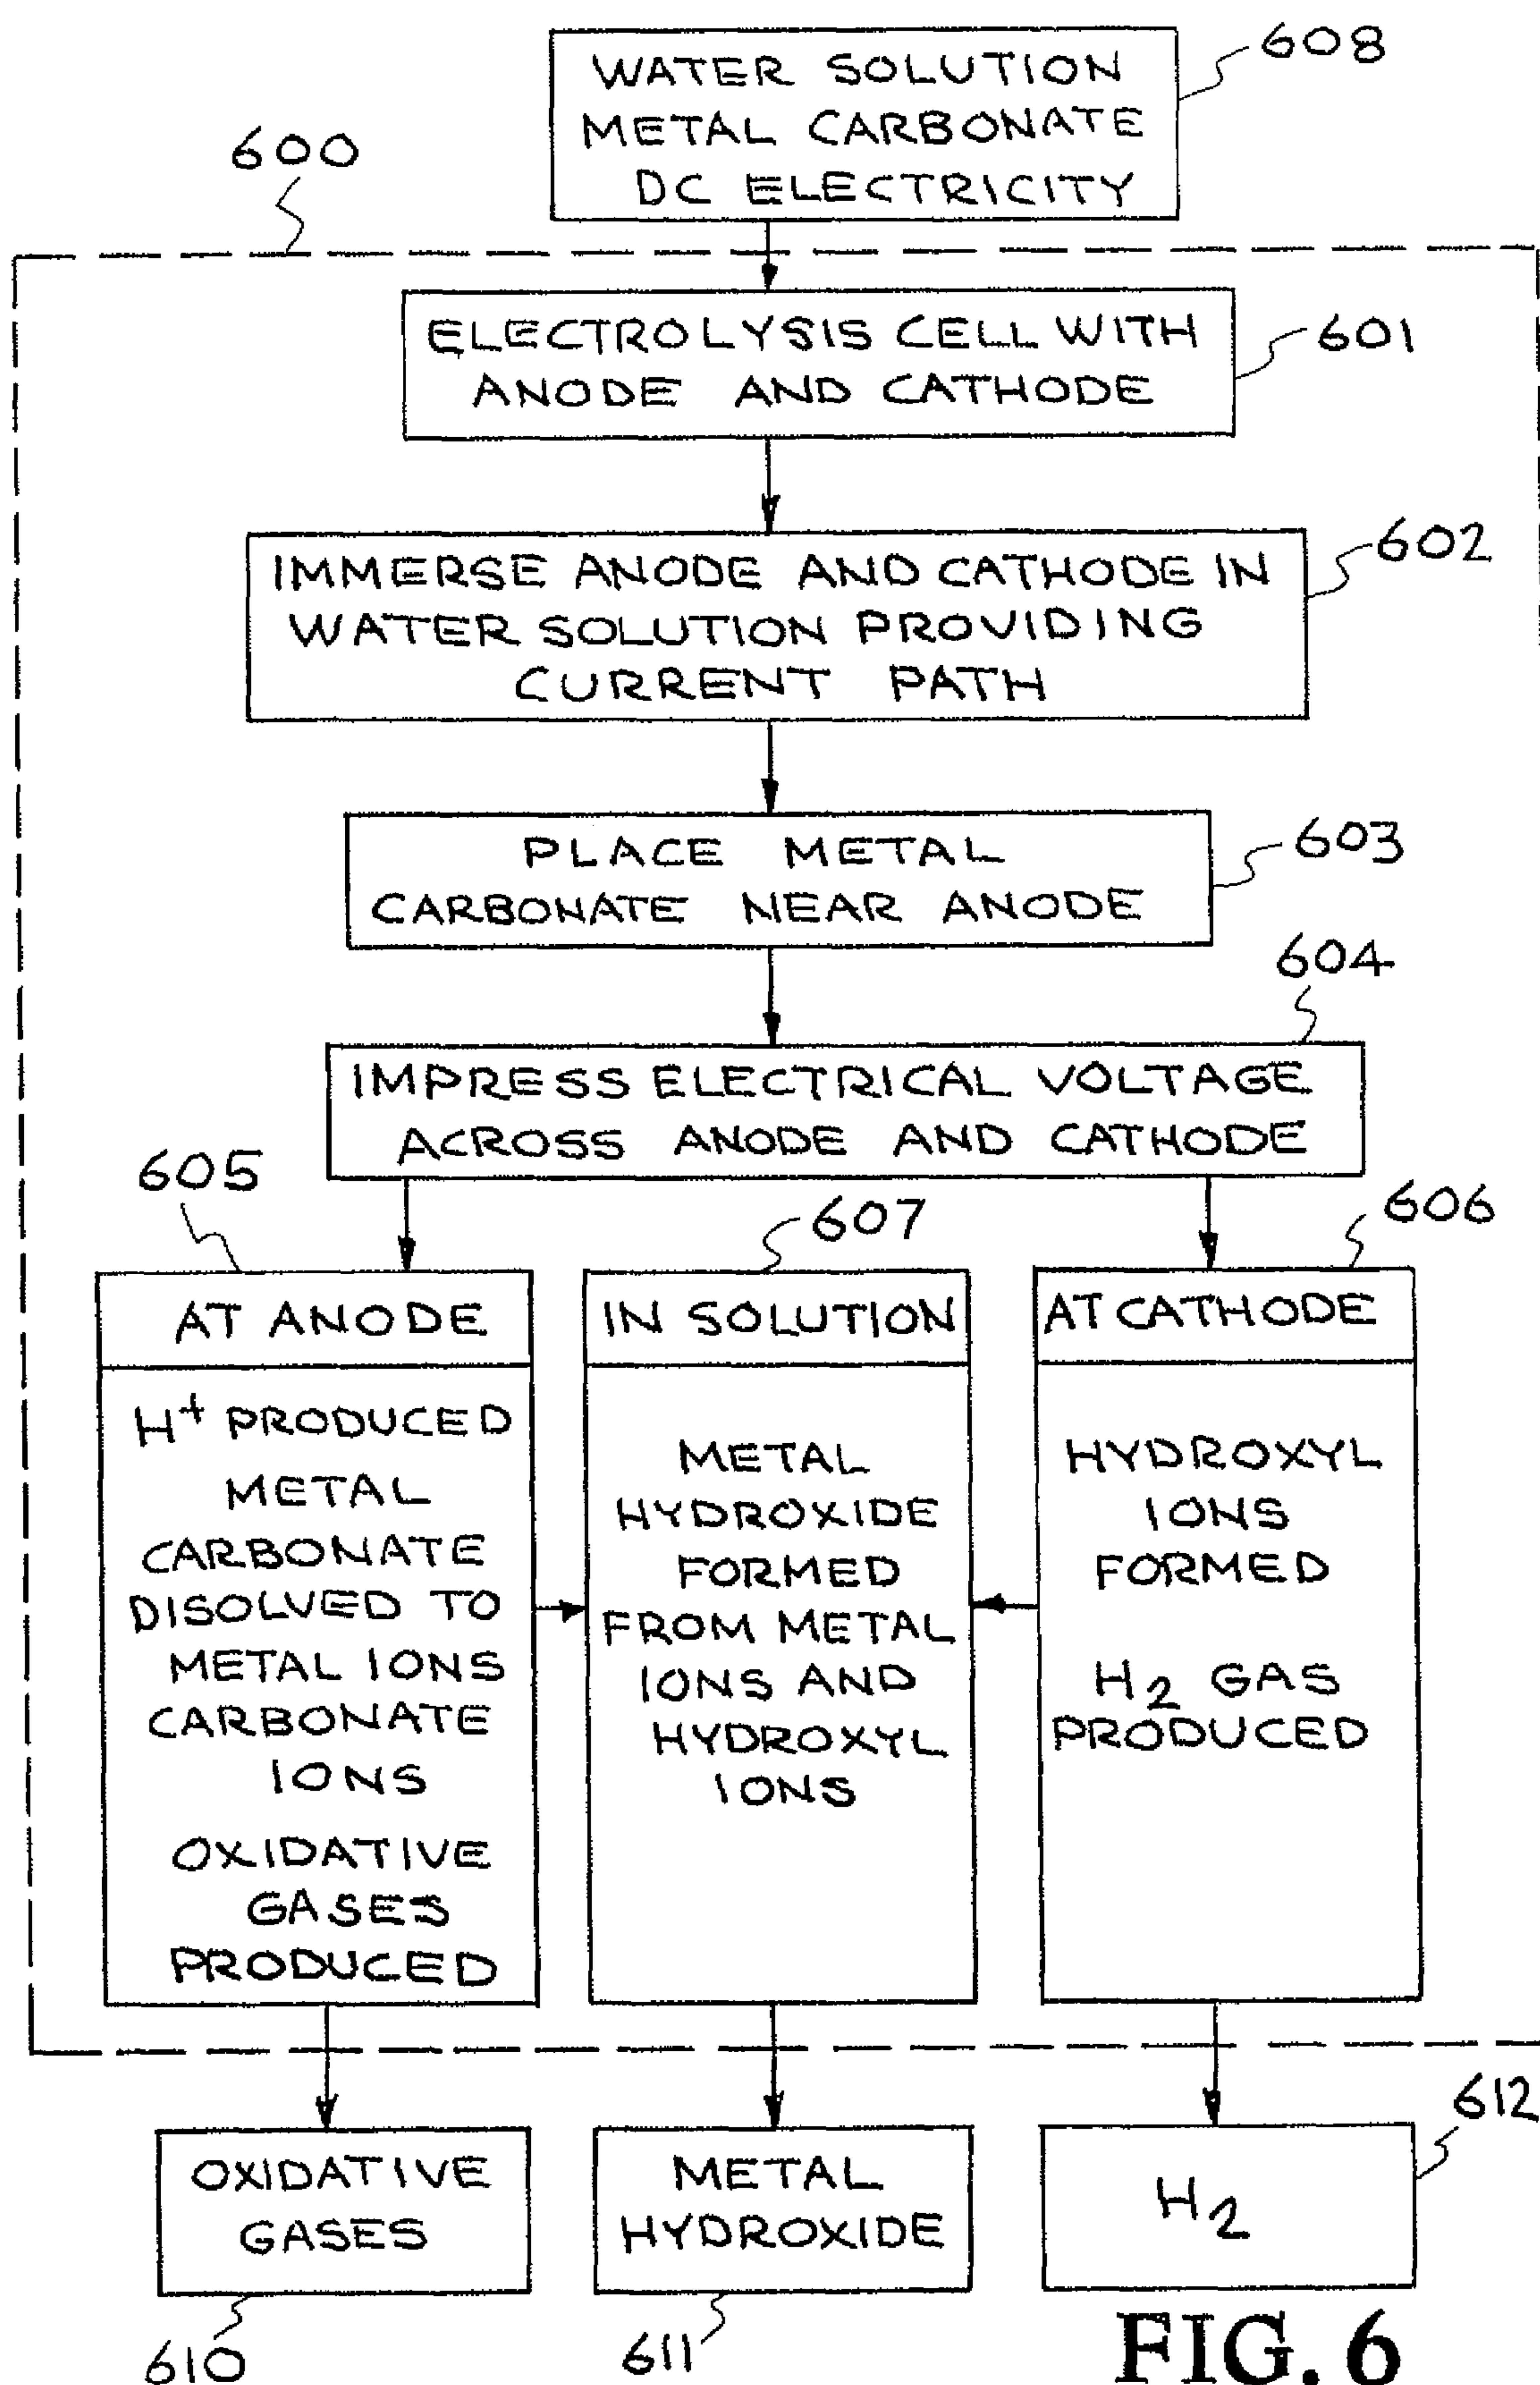 608
WATER SOLUTION
METAL CARBONATE
DC ELECTRICITY
600
ELECTROLYSIS CELL WITH
ANODE AND CATHODE
601
IMMERSE ANODE AND CATHODE IN
WATER SOLUTION PROVIDING
CURRENT PATH
602
PLACE METAL
CARBONATE NEAR ANODE
603
604
IMPRESS ELECTRICAL VOLTAGE
ACROSS ANODE AND CATHODE
605
AT ANODE
H+ PRODUCED
METAL
CARBONATE
DISOLVED TO
METAL IONS
CARBONATE
IONS
OXIDATIVE
GASES
PRODUCED
607
IN SOLUTION
METAL
HYDROXIDE
FORMED
FROM METAL
IONS AND
HYDROXYL
IONS
606
AT CATHODE
HYDROXYL
IONS
FORMED
H2 GAS
PRODUCED
OXIDATIVE
GASES
610
METAL
HYDROXIDE
611
H2
612
FIG. 6